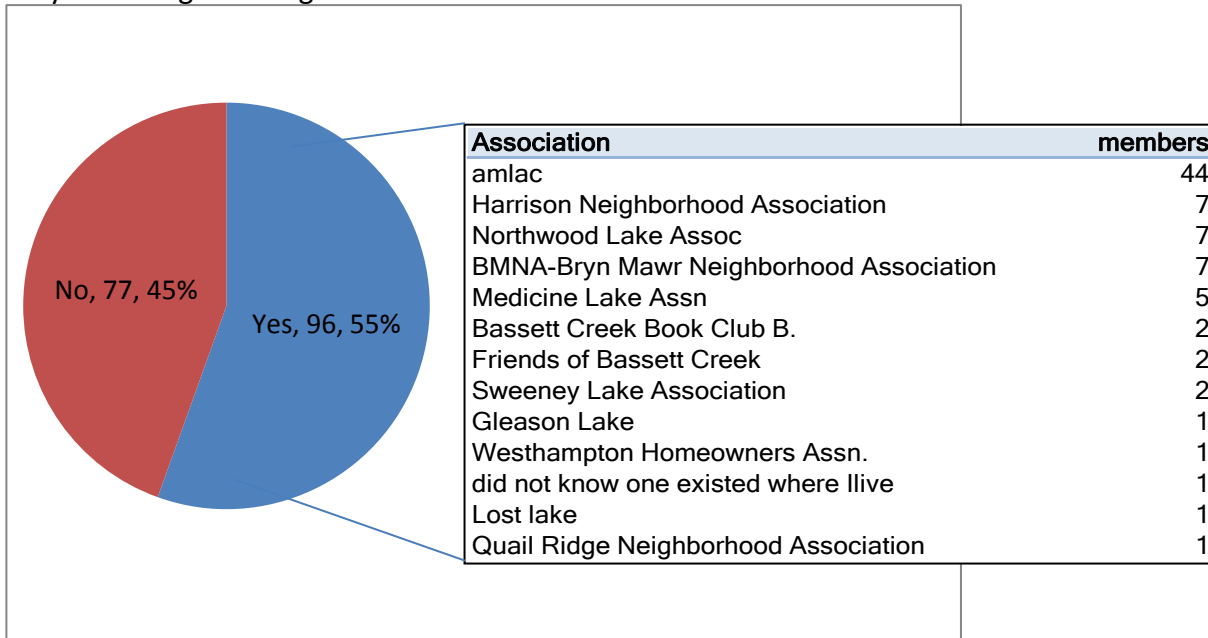 No, 77, 45%
Yes, 96, 55%
Association members
amlac 44
Harrison Neighborhood Association 7
Northwood Lake Assoc 7
BMNA-Bryn Mawr Neighborhood Association 7
Medicine Lake Assn 5
Bassett Creek Book Club B. 2
Friends of Bassett Creek 2
Sweeney Lake Association 2
Gleason Lake 1
Westhampton Homeowners Assn. 1
did not know one existed where llive 1
Lost lake 1
Quail Ridge Neighborhood Association 1